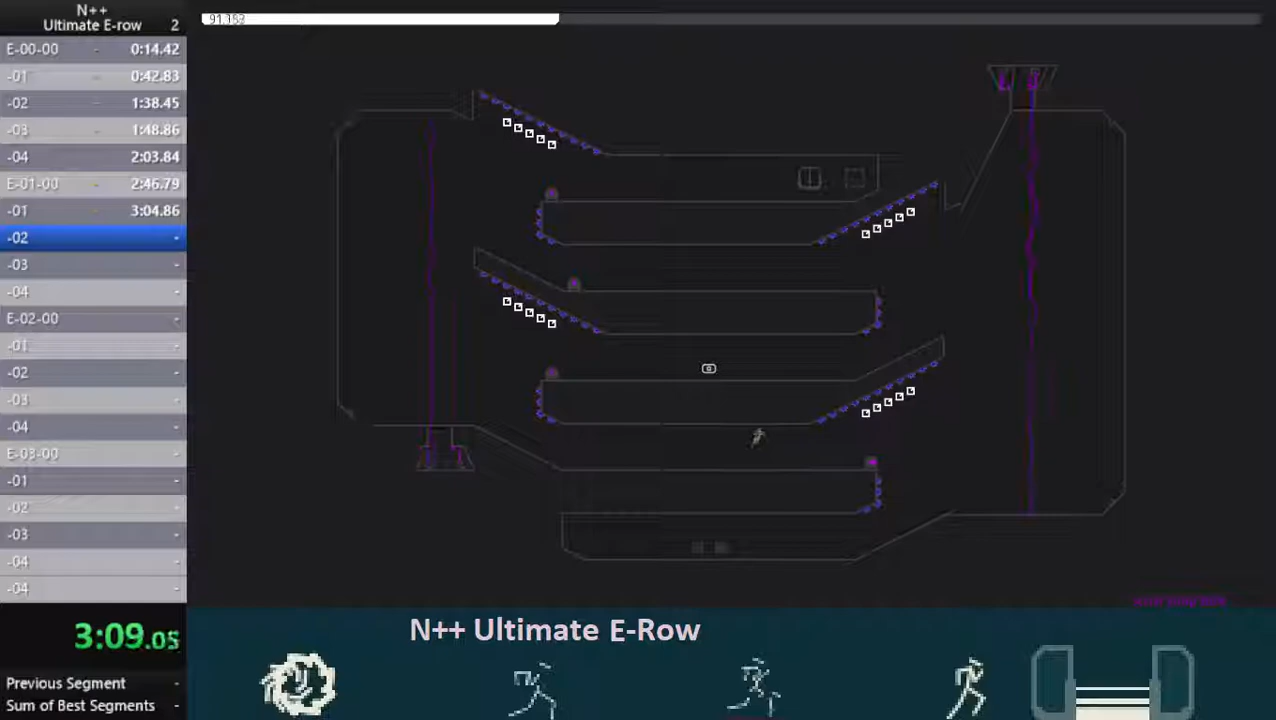 N++
Ultimate E-row 2
91.183
E-00-00 - 0:14.42
-01 - 0:42.83
-02 - 1:38.45
-03 - 1:48.86
-04 - 2:03.84
E-01-00 - 2:46.79
-01 - 3:04.86
-02 -
-03 -
-04 -
E-02-00 -
-01 -
-02 -
-03 -
-04 -
E-03-00 -
-01 -
-02 -
-03 -
-04 -
-04 -
3:09.05
N++ Ultimate E-Row
Previous Segment -
Sum of Best Segments -